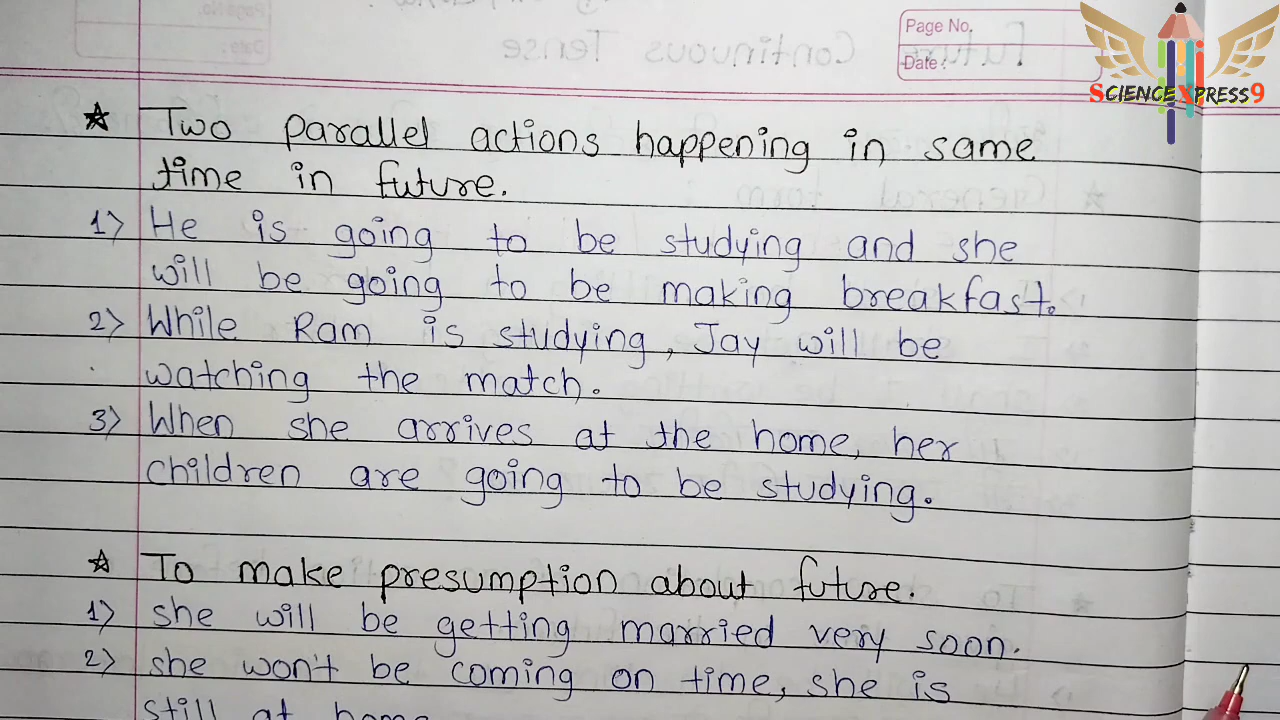 Page No.
Date:
SCIENCEXPRESS9
Two parallel actions happening in same
time in future.
1) He is going to be studying and she
will be going to be making breakfast.
2) While Ram is studying, Jay will be
watching the match.
3) When she arrives at the home, her
children are going to be studying.
To make presumption about future.
1) she will be getting married very soon.
2) she won't be coming on time, she is
still at home